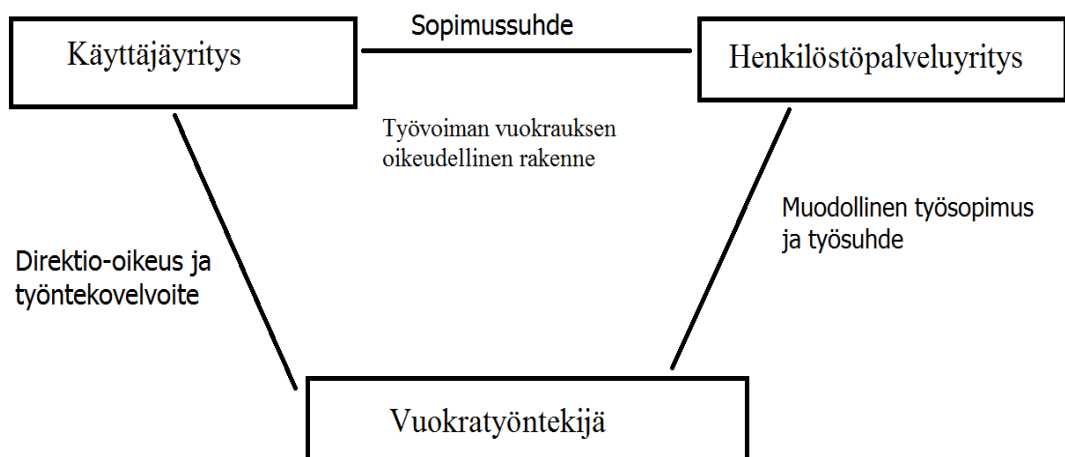 Sopimussuhde
Käyttäjäyritys
Henkilöstöpalveluyritys
Työvoiman vuokrauksen
oikeudellinen rakenne
Muodollinen työsopimus
ja työsuhde
Direktio-oikeus ja
työntekovelvoite
Vuokratyöntekijä